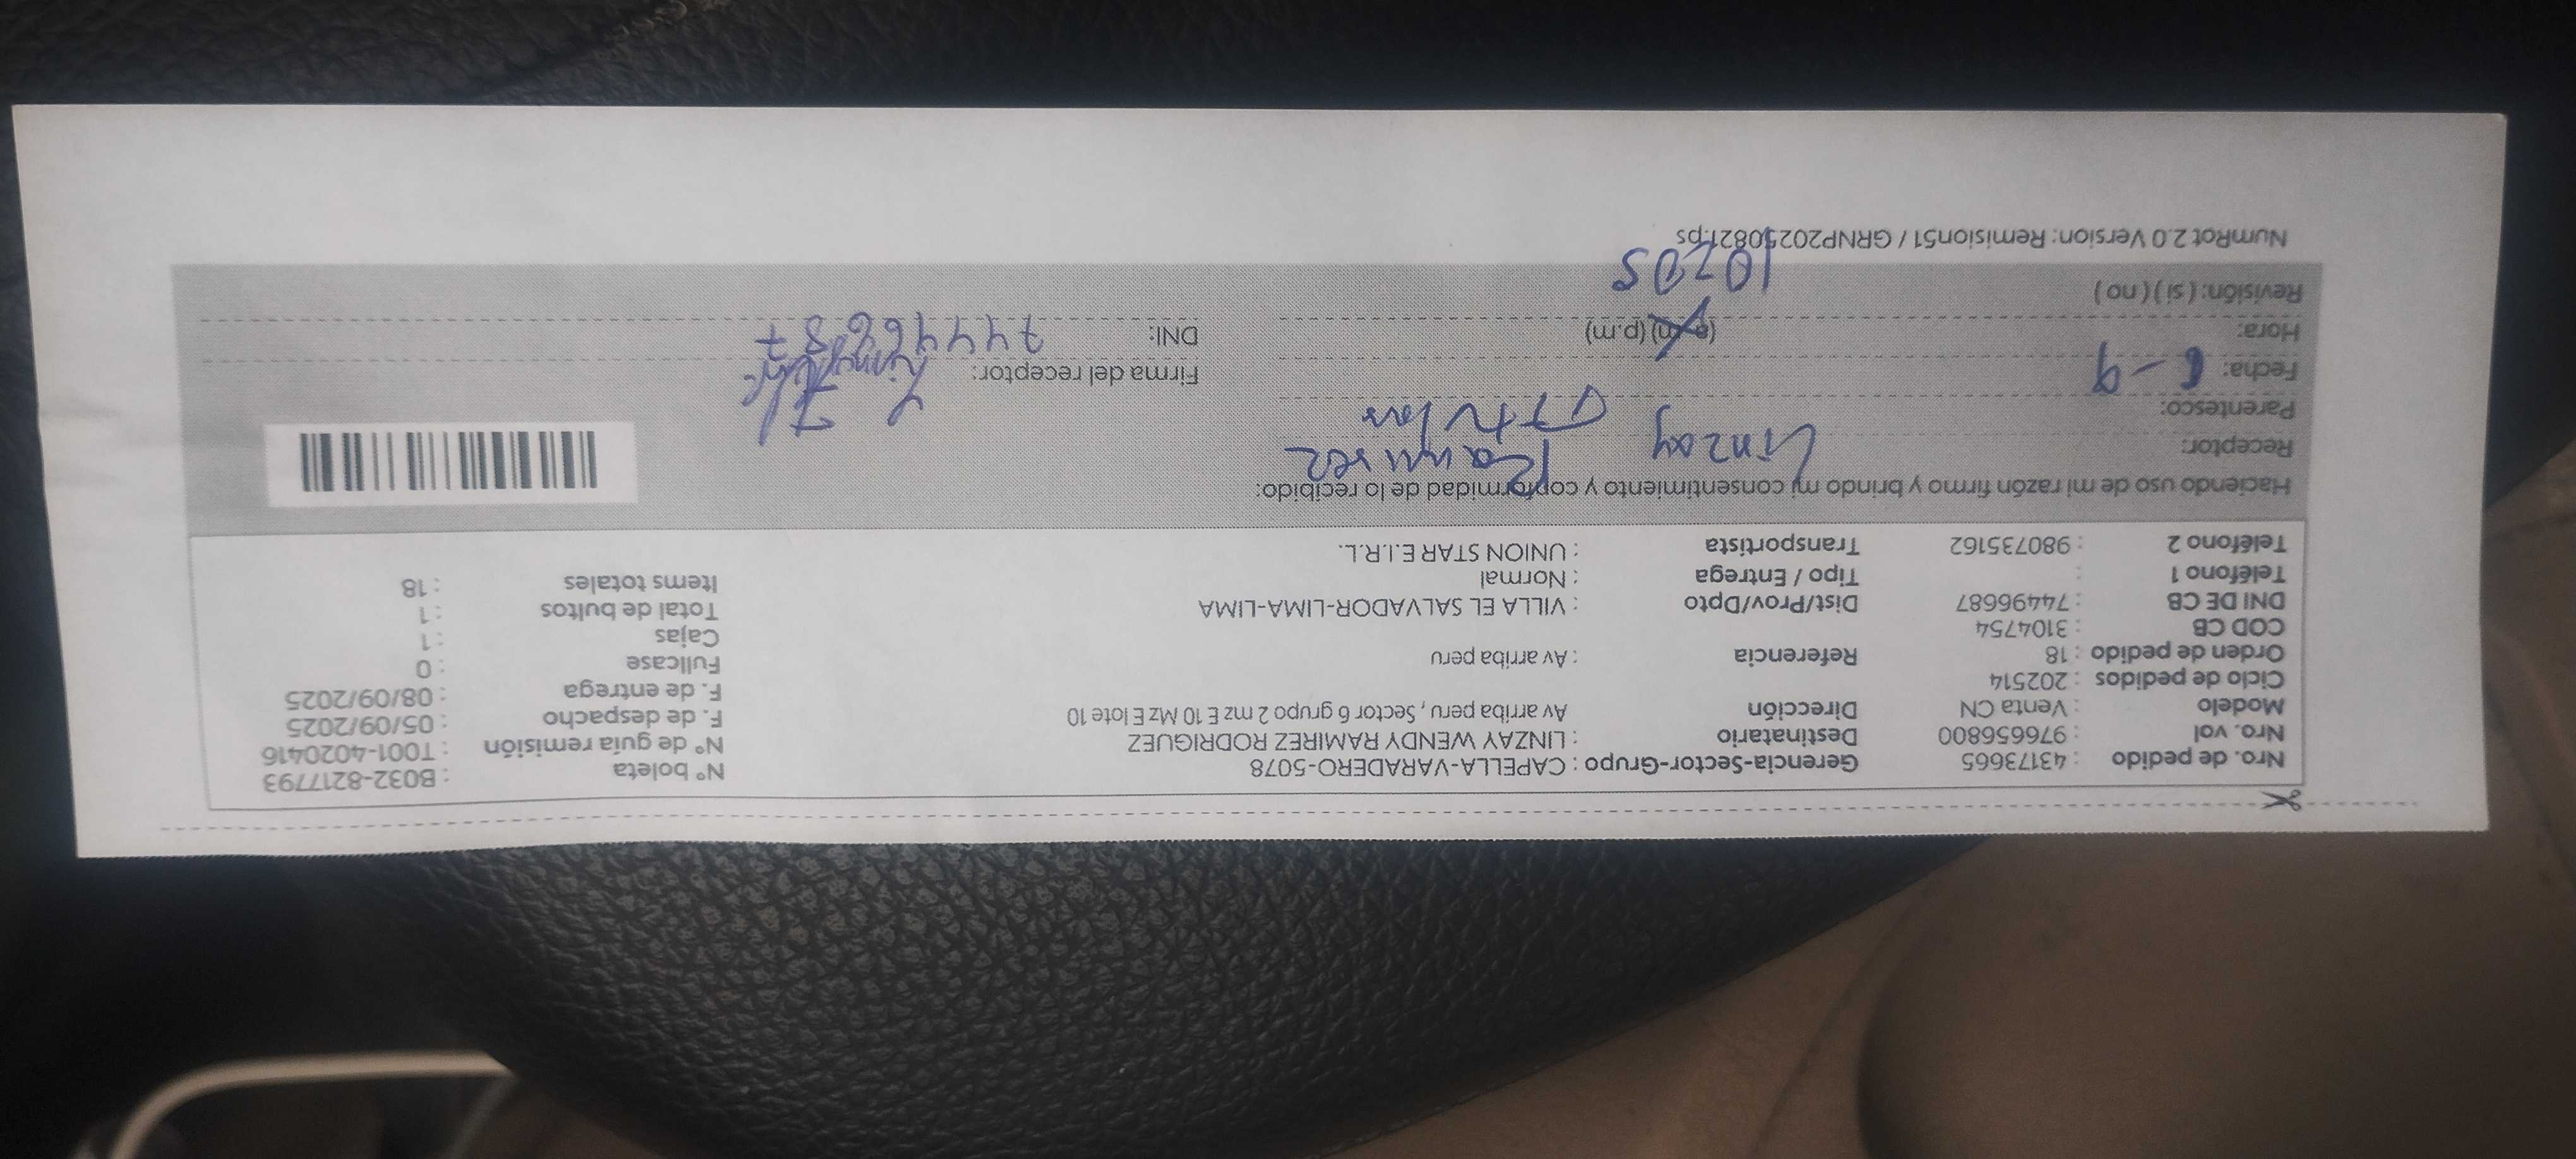 Nro. de pedido : 43173665 Gerencia-Sector-Grupo : CAPELLA-VARADERO-5078 N° boleta : B032-8217793
Nro. vol : 976656800 Destinatario : LINZAY WENDY RAMIREZ RODRIGUEZ N° de guía remisión : T001-4020416
Modelo : Venta CN Dirección Av arriba peru , Sector 6 grupo 2 mz E 10 Mz E lote 10 F. de despacho : 05/09/2025
Ciclo de pedidos : 202514 F. de entrega : 08/09/2025
Orden de pedido : 18 Referencia : Av arriba peru Fullcase : 0
COD CB : 3104754 Cajas : 1
DNI DE CB : 74496687 Dist/Prov/Dpto : VILLA EL SALVADOR-LIMA-LIMA Total de bultos : 1
Teléfono 1 : Tipo / Entrega : Normal Items totales : 18
Teléfono 2 : 980735162 Transportista : UNION STAR E.I.R.L.
Haciendo uso de mi razón firmo y brindo mi consentimiento y conformidad de lo recibido:
Receptor: Linzay Ramirez
Parentesco: Titular
Fecha: 6-9 Firma del receptor:
Hora: (a.m) (p.m) DNI: 74496687
Revisión: ( si ) ( no ) 10205
NumRot 2.0 Version: Remision51 / GRNP20250821.ps